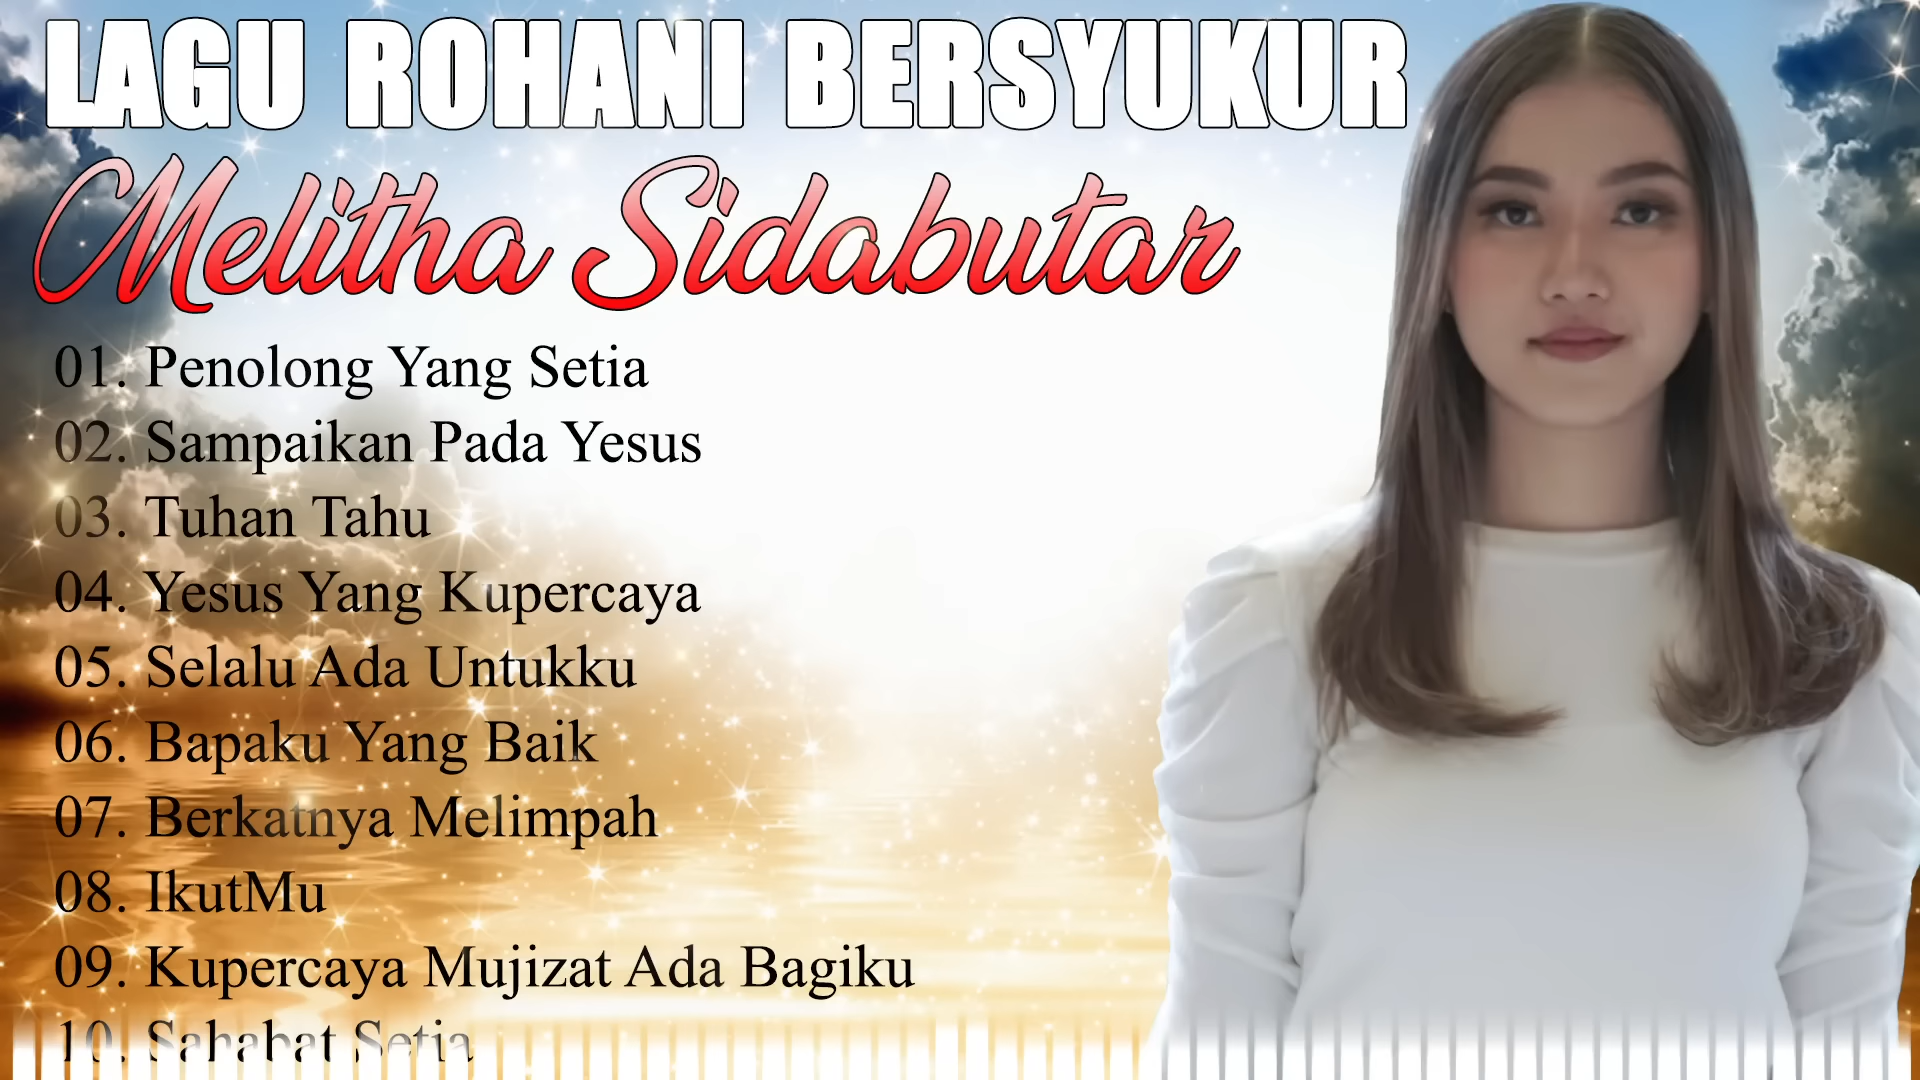 LAGU ROHANI BERSYUKUR
Melitha Sidabutar
01. Penolong Yang Setia
02. Sampaikan Pada Yesus
03. Tuhan Tahu
04. Yesus Yang Kupercaya
05. Selalu Ada Untukku
06. Bapaku Yang Baik
07. Berkatnya Melimpah
08. IkutMu
09. Kupercaya Mujizat Ada Bagiku
10. Sahabat Setia